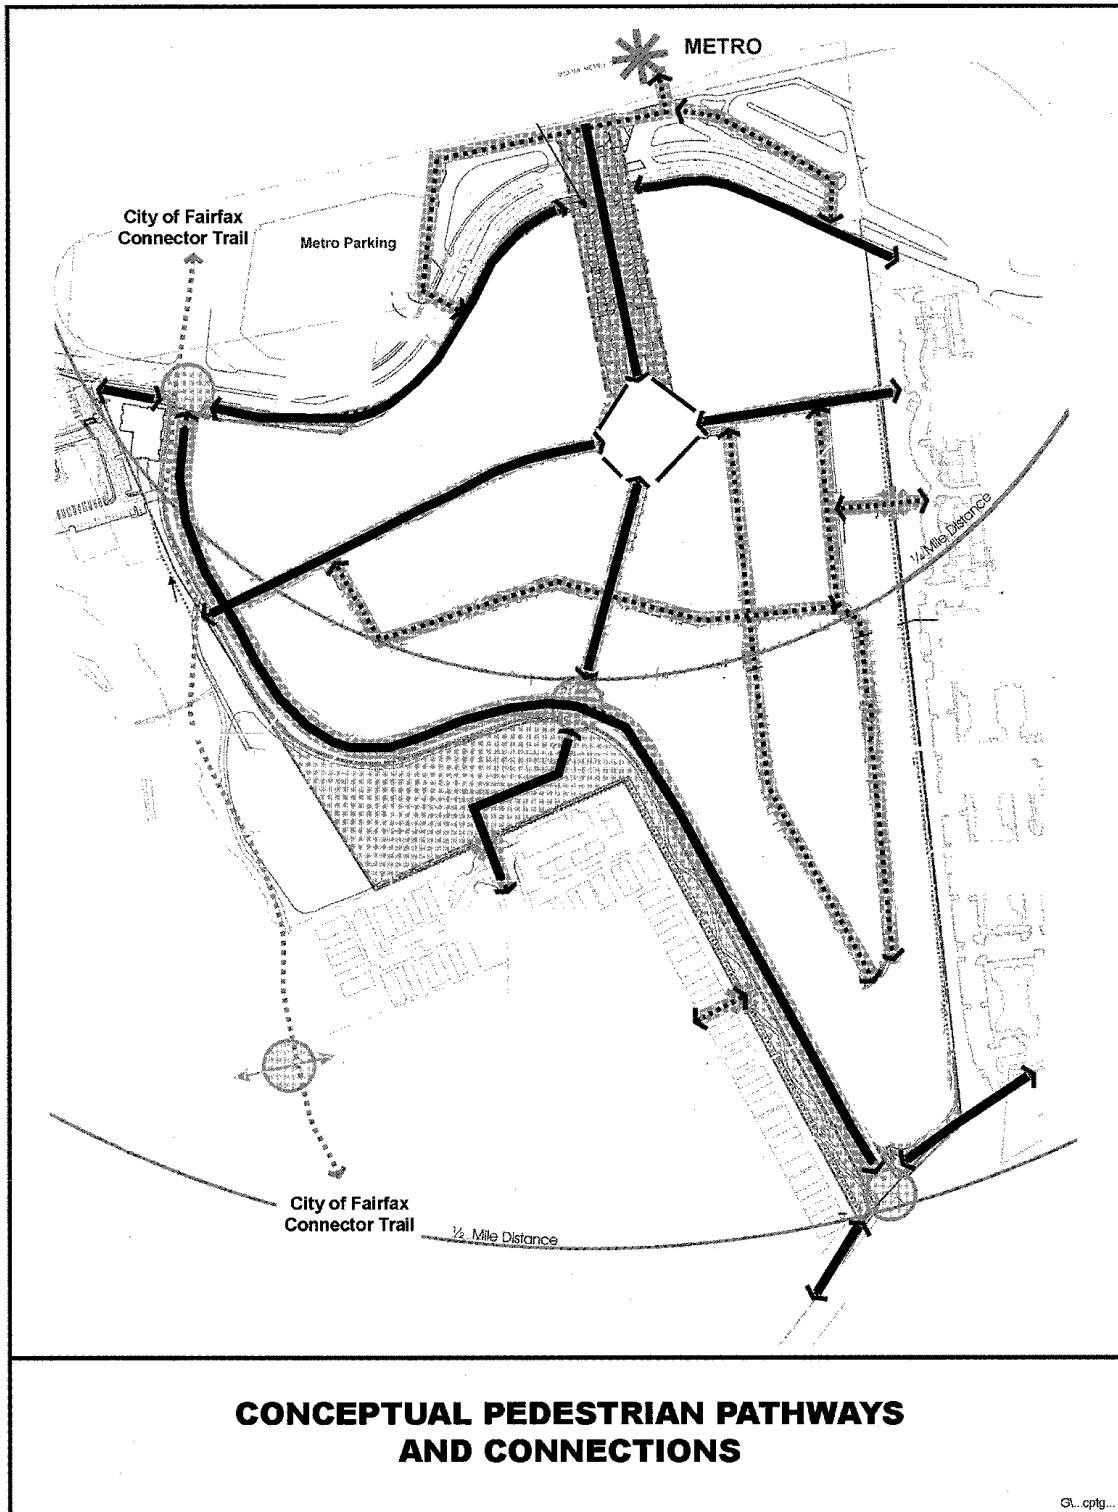 METRO
City of Fairfax
Connector Trail
Metro Parking
1/4 Mile Distance
City of Fairfax
Connector Trail
1/2 Mile Distance
CONCEPTUAL PEDESTRIAN PATHWAYS
AND CONNECTIONS